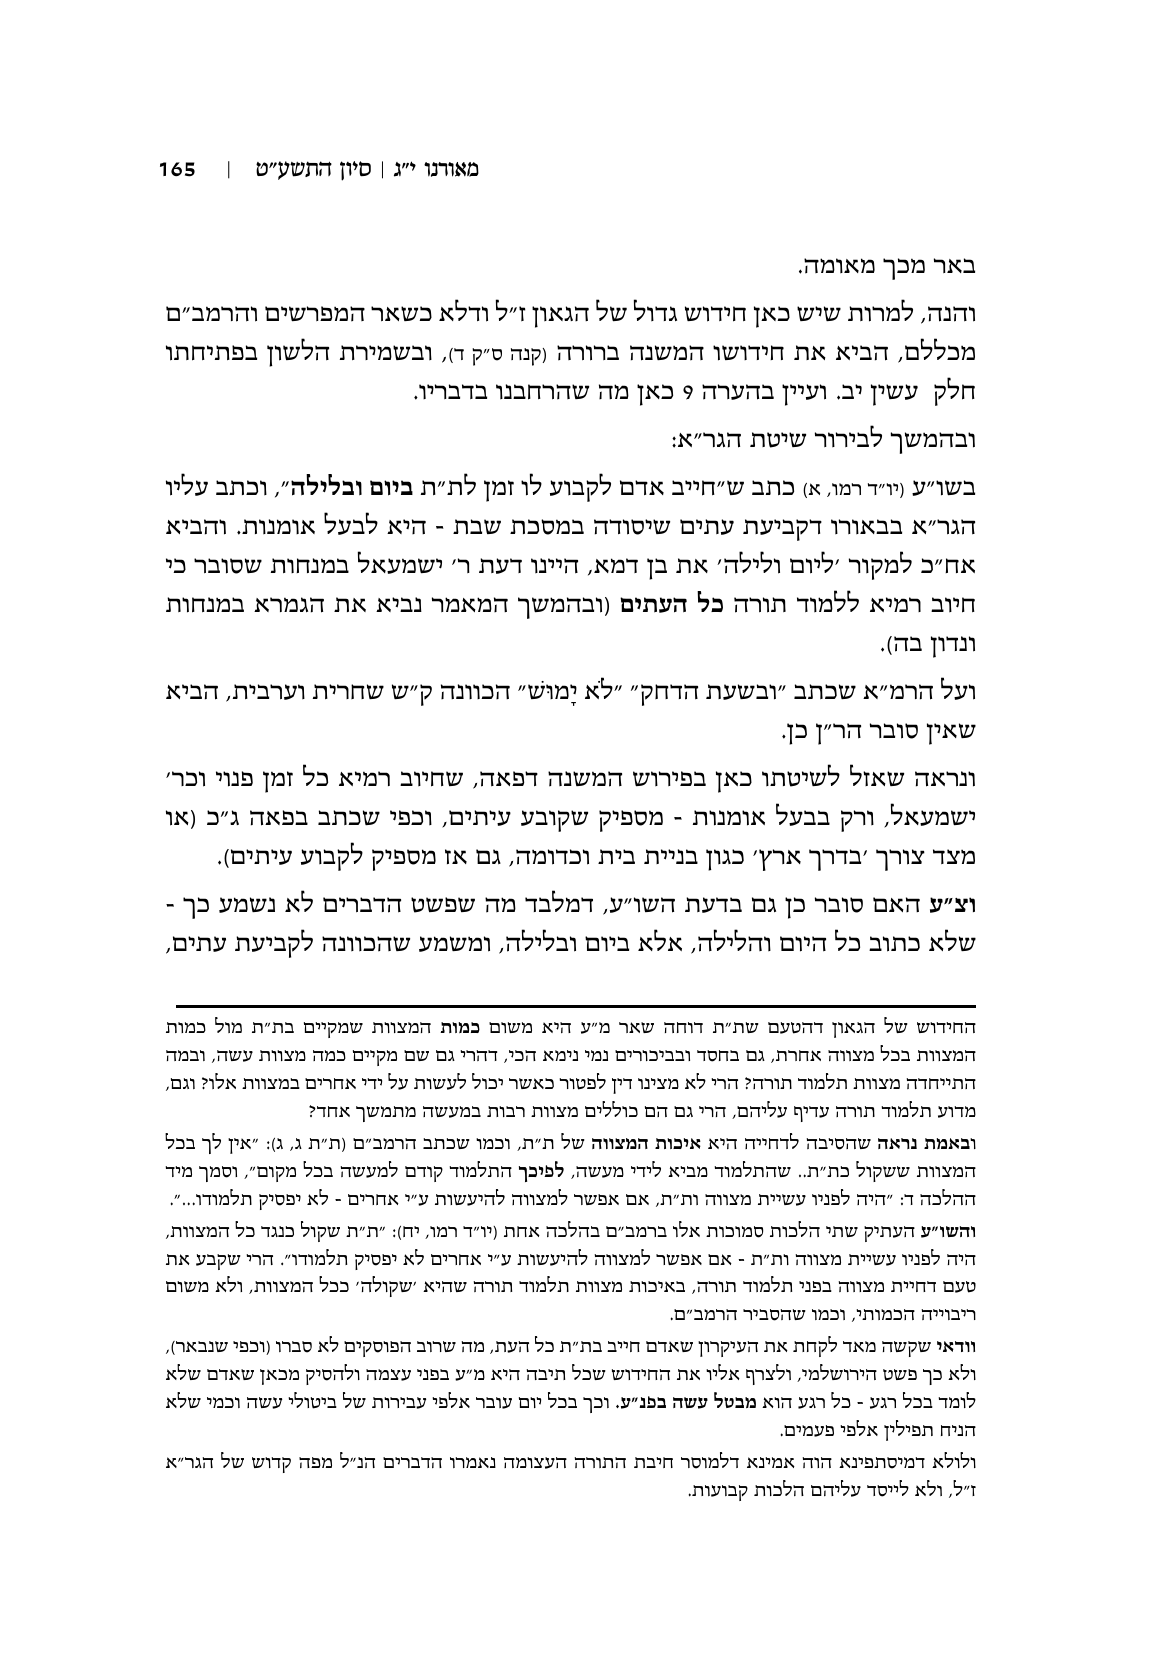 מאורנו י״ג | סיון התשע״ט | 165
באר מכך מאומה.
והנה, למרות שיש כאן חידוש גדול של הגאון ז״ל ודלא כשאר המפרשים והרמב״ם
מכללם, הביא את חידושו המשנה ברורה (קנה ס״ק ד), ובשמירת הלשון בפתיחתו
חלק עשין יב. ועיין בהערה 9 כאן מה שהרחבנו בדבריו.
ובהמשך לבירור שיטת הגר״א:
בשו״ע (יו״ד רמו, א) כתב ש״חייב אדם לקבוע לו זמן לת״ת ביום ובלילה״, וכתב עליו
הגר״א בבאורו דקביעת עתים שיסודה במסכת שבת - היא לבעל אומנות. והביא
אח״כ למקור ׳ליום ולילה׳ את בן דמא, היינו דעת ר׳ ישמעאל במנחות שסובר כי
חיוב רמיא ללמוד תורה כל העתים (ובהמשך המאמר נביא את הגמרא במנחות
ונדון בה).
ועל הרמ״א שכתב ״ובשעת הדחק״ ״לֹא יָמוּשׁ״ הכוונה ק״ש שחרית וערבית, הביא
שאין סובר הר״ן כן.
ונראה שאזל לשיטתו כאן בפירוש המשנה דפאה, שחיוב רמיא כל זמן פנוי וכר׳
ישמעאל, ורק בבעל אומנות - מספיק שקובע עיתים, וכפי שכתב בפאה ג״כ (או
מצד צורך ׳בדרך ארץ׳ כגון בניית בית וכדומה, גם אז מספיק לקבוע עיתים).
וצ״ע האם סובר כן גם בדעת השו״ע, דמלבד מה שפשט הדברים לא נשמע כך -
שלא כתוב כל היום והלילה, אלא ביום ובלילה, ומשמע שהכוונה לקביעת עתים,
החידוש של הגאון דהטעם שת״ת דוחה שאר מ״ע היא משום כמות המצוות שמקיים בת״ת מול כמות
המצוות בכל מצווה אחרת, גם בחסד ובביכורים נמי נימא הכי, דהרי גם שם מקיים כמה מצוות עשה, ובמה
התייחדה מצוות תלמוד תורה? הרי לא מצינו דין לפטור כאשר יכול לעשות על ידי אחרים במצוות אלו? וגם,
מדוע תלמוד תורה עדיף עליהם, הרי גם הם כוללים מצוות רבות במעשה מתמשך אחד?
ובאמת נראה שהסיבה לדחייה היא איכות המצווה של ת״ת, וכמו שכתב הרמב״ם (ת״ת ג, ג): ״אין לך בכל
המצוות ששקול כת״ת.. שהתלמוד מביא לידי מעשה, לפיכך התלמוד קודם למעשה בכל מקום״, וסמך מיד
ההלכה ד: ״היה לפניו עשיית מצווה ות״ת, אם אפשר למצווה להיעשות ע״י אחרים - לא יפסיק תלמודו...״.
והשו״ע העתיק שתי הלכות סמוכות אלו ברמב״ם בהלכה אחת (יו״ד רמו, יח): ״ת״ת שקול כנגד כל המצוות,
היה לפניו עשיית מצווה ות״ת - אם אפשר למצווה להיעשות ע״י אחרים לא יפסיק תלמודו״. הרי שקבע את
טעם דחיית מצווה בפני תלמוד תורה, באיכות מצוות תלמוד תורה שהיא ׳שקולה׳ ככל המצוות, ולא משום
ריבוייה הכמותי, וכמו שהסביר הרמב״ם.
וודאי שקשה מאד לקחת את העיקרון שאדם חייב בת״ת כל העת, מה שרוב הפוסקים לא סברו (וכפי שנבאר),
ולא כך פשט הירושלמי, ולצרף אליו את החידוש שכל תיבה היא מ״ע בפני עצמה ולהסיק מכאן שאדם שלא
לומד בכל רגע - כל רגע הוא מבטל עשה בפנ״ע. וכך בכל יום עובר אלפי עבירות של ביטולי עשה וכמי שלא
הניח תפילין אלפי פעמים.
ולולא דמיסתפינא הוה אמינא דלמוסר חיבת התורה העצומה נאמרו הדברים הנ״ל מפה קדוש של הגר״א
ז״ל, ולא לייסד עליהם הלכות קבועות.